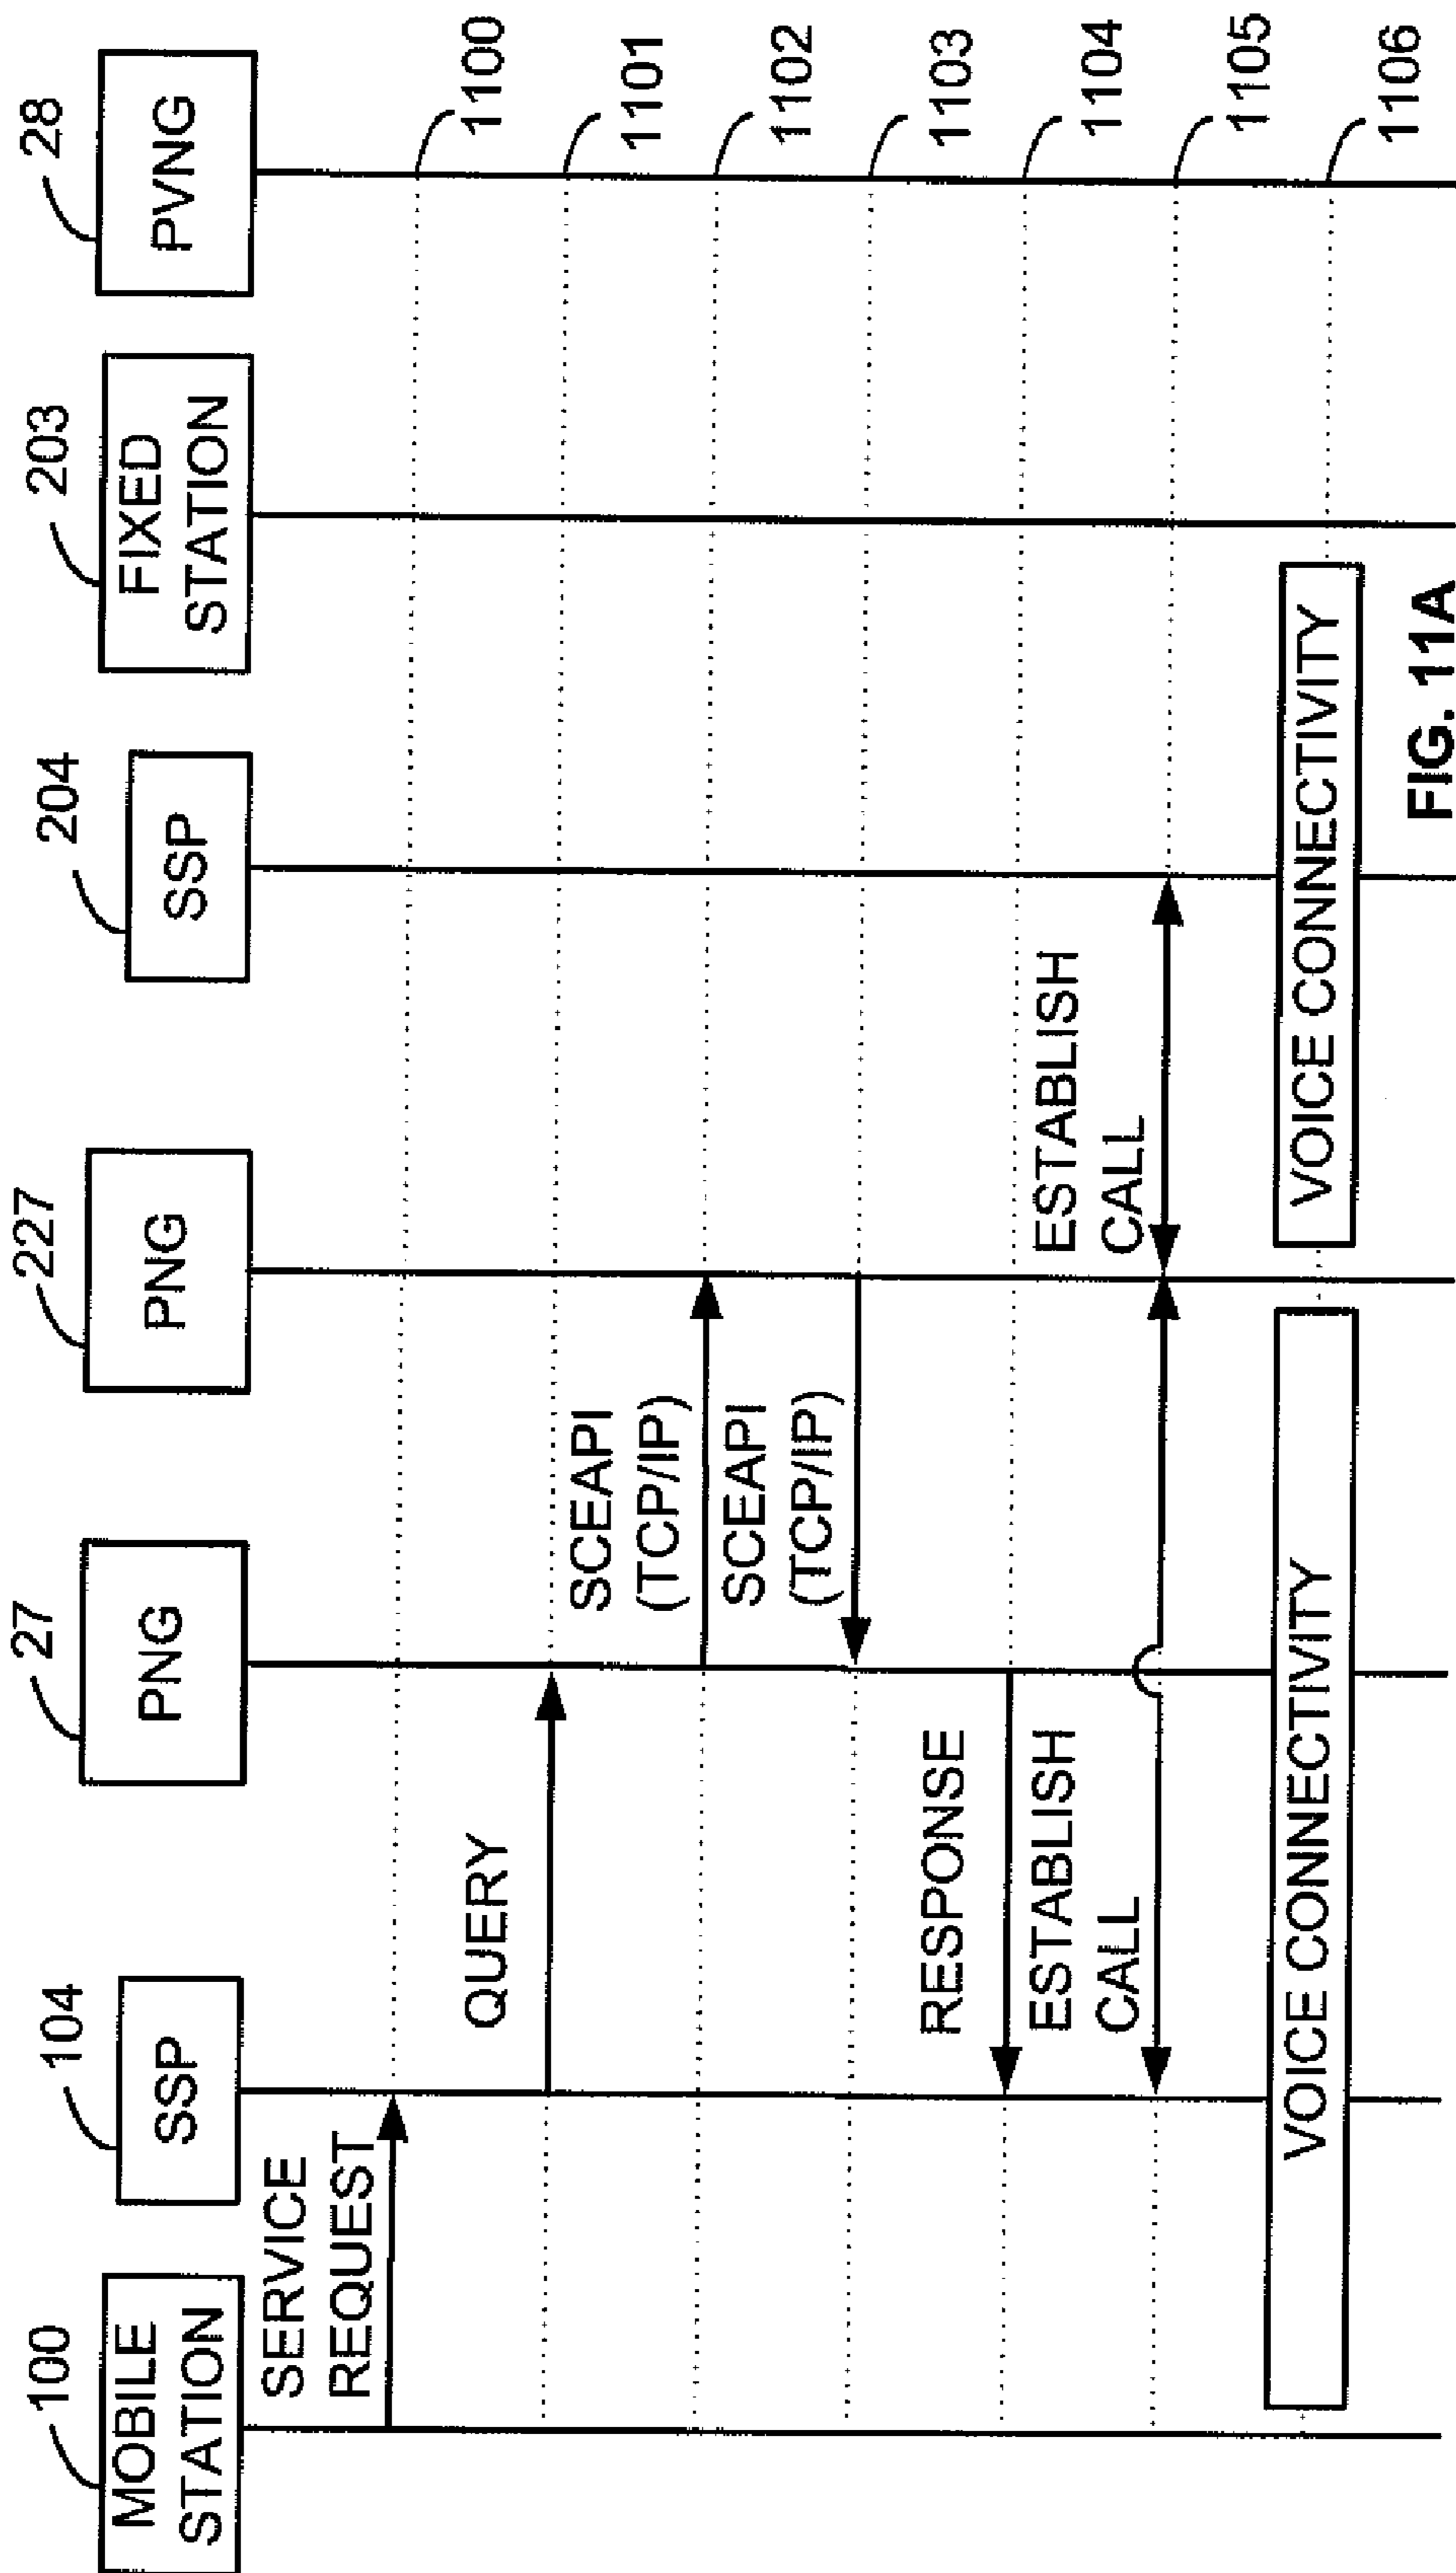 100
104
27
227
204
203
28
MOBILE
STATION
SSP
PNG
PNG
SSP
FIXED
STATION
PVNG
SERVICE
REQUEST
1100
QUERY
1101
SCEAPI
(TCP/IP)
1102
SCEAPI
(TCP/IP)
1103
RESPONSE
1104
ESTABLISH
CALL
ESTABLISH
CALL
1105
VOICE CONNECTIVITY
VOICE CONNECTIVITY
1106
FIG. 11A